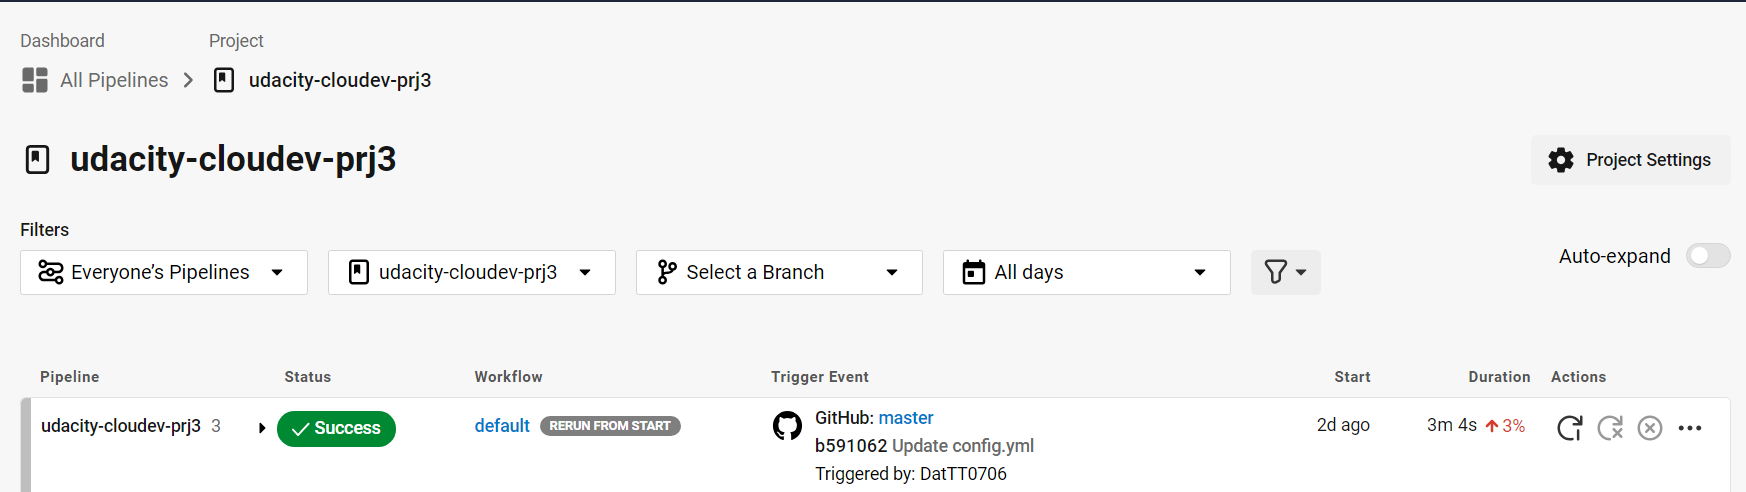 Dashboard Project
All Pipelines udacity-cloudev-prj3
udacity-cloudev-prj3
Project Settings
Filters
Everyone’s Pipelines udacity-cloudev-prj3 Select a Branch All days
Auto-expand
Pipeline Status Workflow Trigger Event Start Duration Actions
udacity-cloudev-prj3 3 Success default RERUN FROM START GitHub: master 2d ago 3m 4s 3%
b591062 Update config.yml
Triggered by: DatTT0706